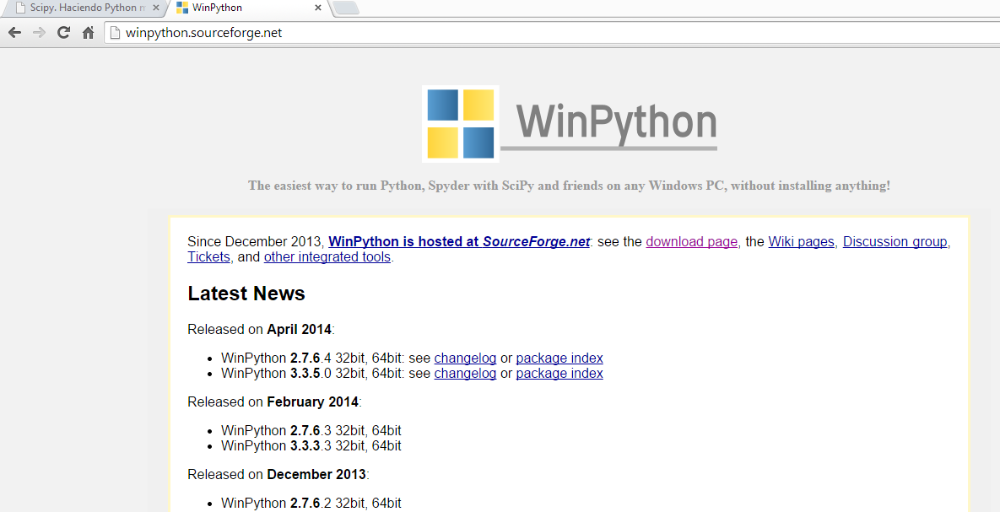 Scipy. Haciendo Python m
WinPython
winpython.sourceforge.net
WinPython
The easiest way to run Python, Spyder with SciPy and friends on any Windows PC, without installing anything!
Since December 2013, WinPython is hosted at SourceForge.net: see the download page, the Wiki pages, Discussion group,
Tickets, and other integrated tools.
Latest News
Released on April 2014:
• WinPython 2.7.6.4 32bit, 64bit: see changelog or package index
• WinPython 3.3.5.0 32bit, 64bit: see changelog or package index
Released on February 2014:
• WinPython 2.7.6.3 32bit, 64bit
• WinPython 3.3.3.3 32bit, 64bit
Released on December 2013:
• WinPython 2.7.6.2 32bit, 64bit